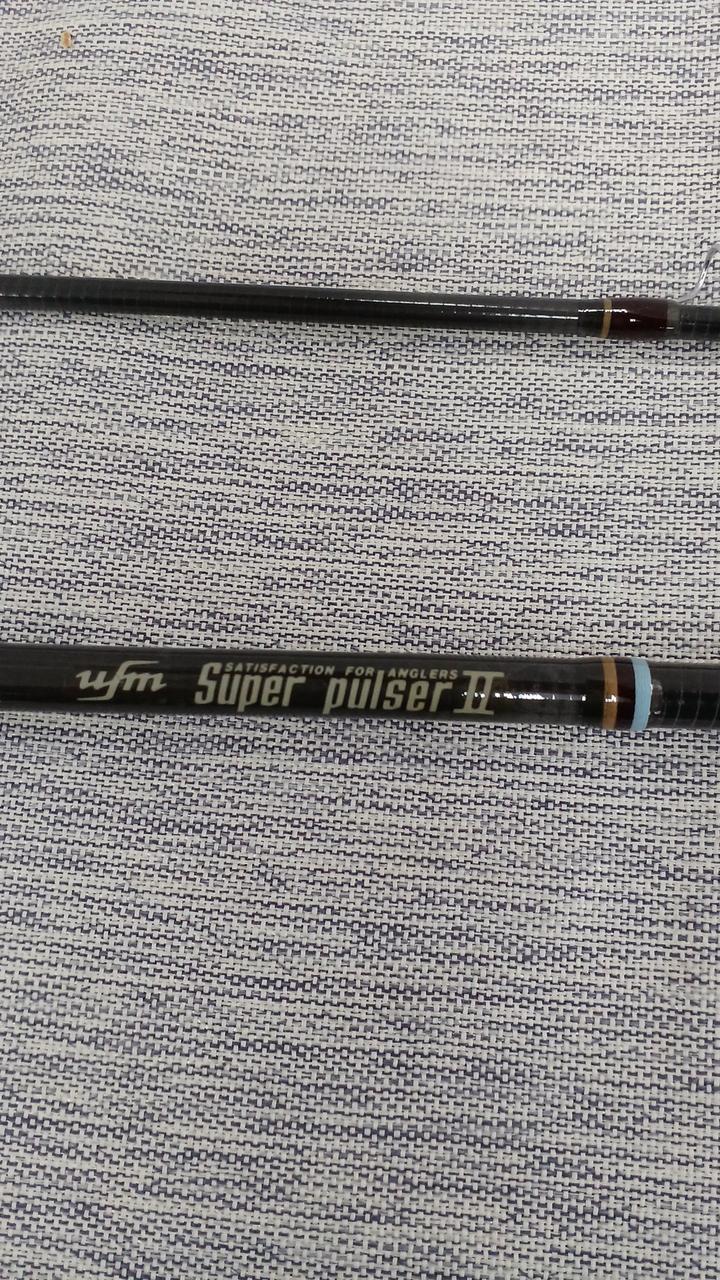 ufm
SATISFACTION FOR ANGLERS
Super pulser II